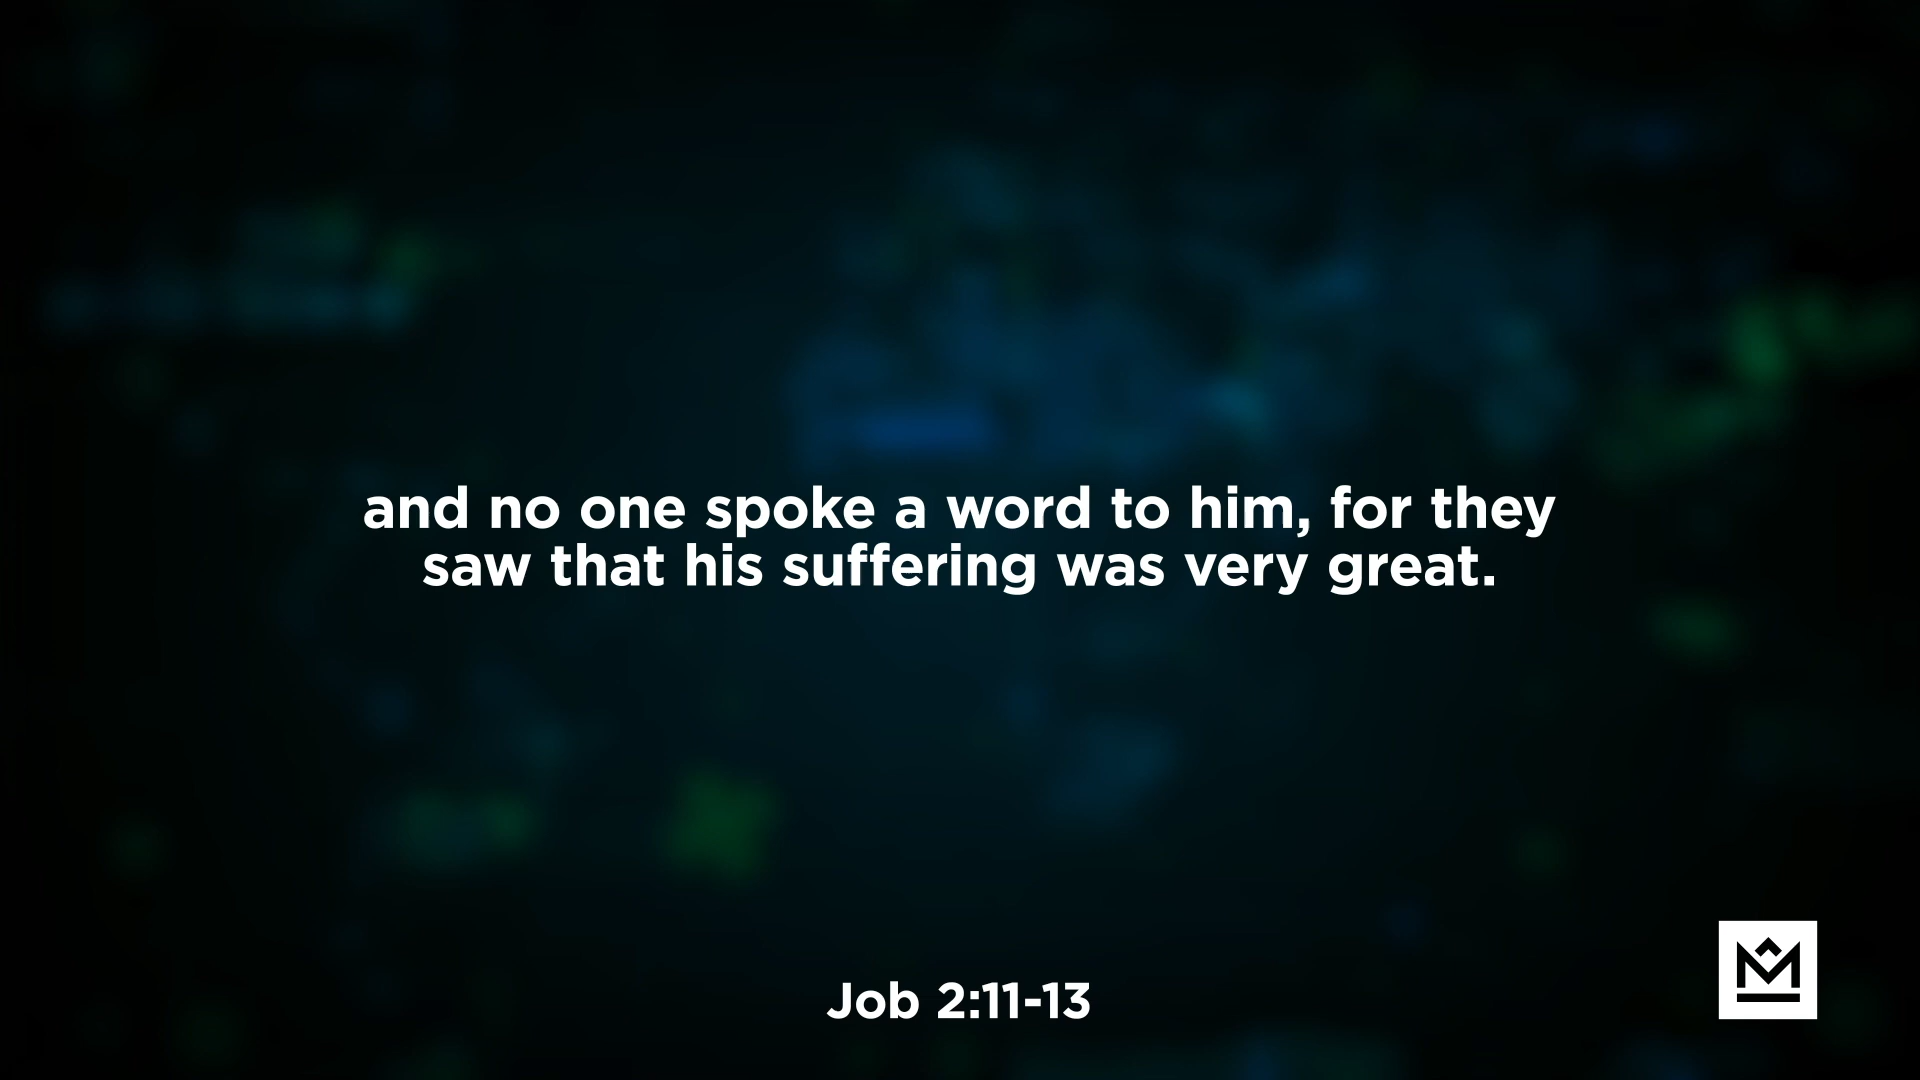 and no one spoke a word to him, for they
saw that his suffering was very great.
Job 2:11-13